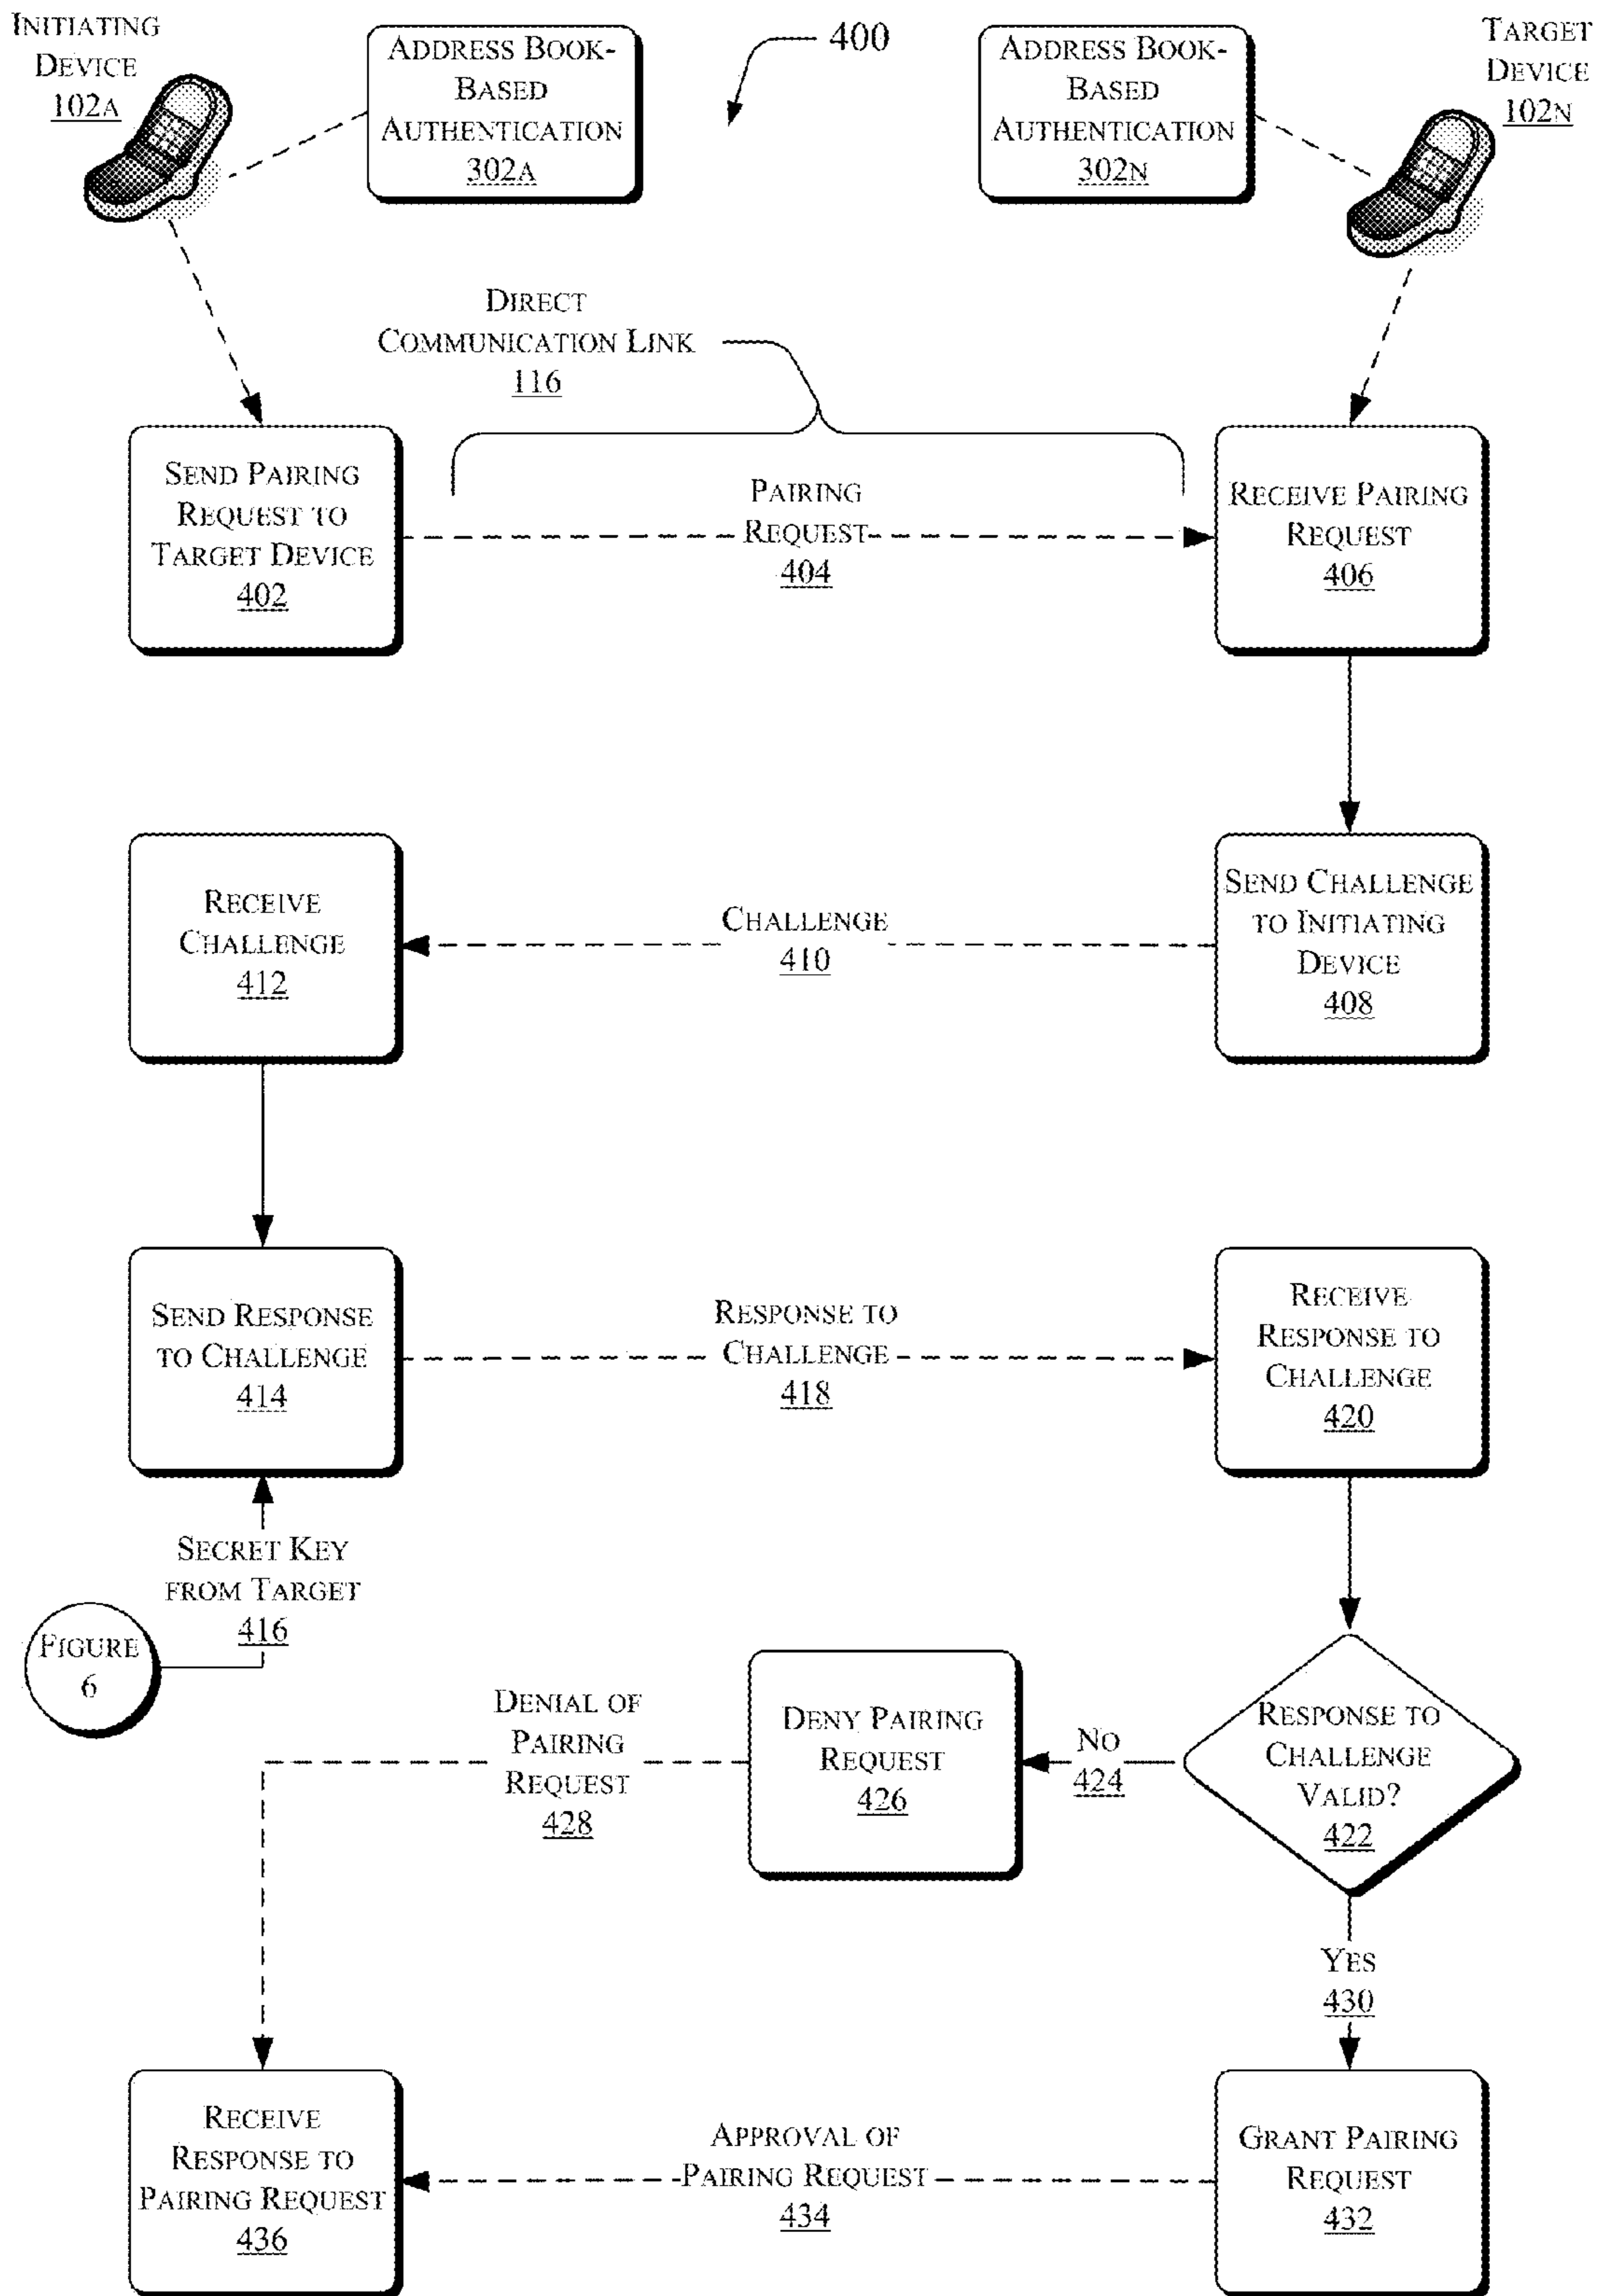 INITIATING
DEVICE
102A
ADDRESS BOOK-
BASED
AUTHENTICATION
302A
400
ADDRESS BOOK-
BASED
AUTHENTICATION
302N
TARGET
DEVICE
102N
DIRECT
COMMUNICATION LINK
116
SEND PAIRING
REQUEST TO
TARGET DEVICE
402
PAIRING
REQUEST
404
RECEIVE PAIRING
REQUEST
406
RECEIVE
CHALLENGE
412
CHALLENGE
410
SEND CHALLENGE
TO INITIATING
DEVICE
408
SEND RESPONSE
TO CHALLENGE
414
RESPONSE TO
CHALLENGE
418
RECEIVE
RESPONSE TO
CHALLENGE
420
SECRET KEY
FROM TARGET
416
FIGURE
6
DENIAL OF
PAIRING
REQUEST
428
DENY PAIRING
REQUEST
426
NO
424
RESPONSE TO
CHALLENGE
VALID?
422
YES
430
RECEIVE
RESPONSE TO
PAIRING REQUEST
436
APPROVAL OF
PAIRING REQUEST
434
GRANT PAIRING
REQUEST
432